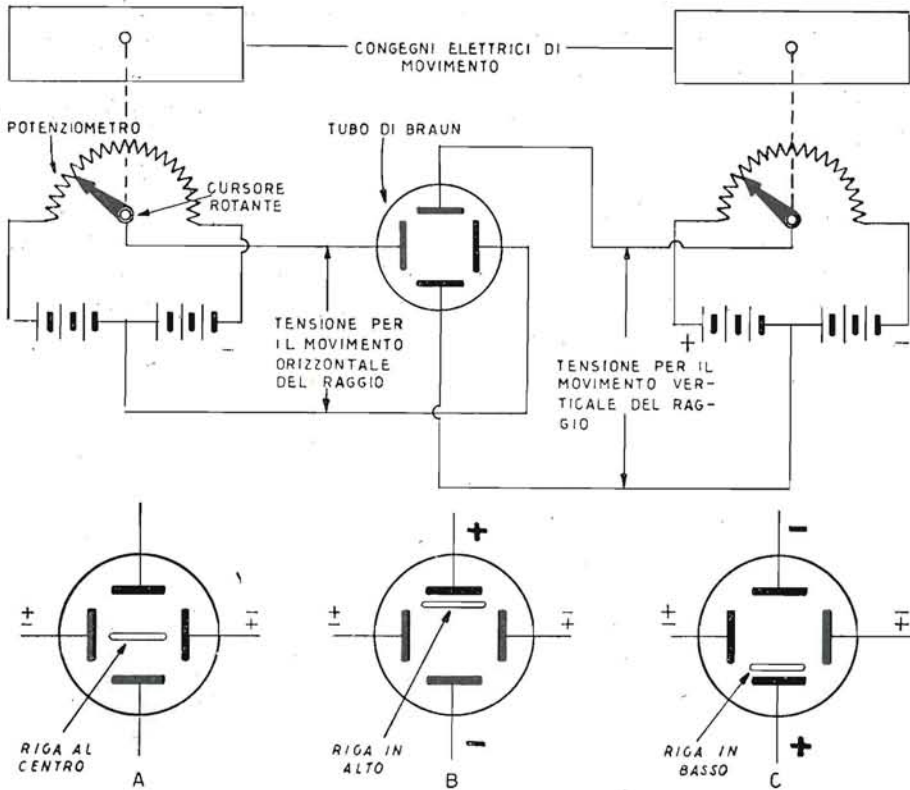 CONGEGNI ELETTRICI DI
MOVIMENTO
POTENZIOMETRO
TUBO DI BRAUN
CURSORE
ROTANTE
TENSIONE PER
IL MOVIMENTO
ORIZZONTALE
DEL RAGGIO
TENSIONE PER IL
MOVIMENTO VER-
TICALE DEL RAG-
GIO
-
+
-
+
-
±
∓
±
∓
±
∓
RIGA AL
CENTRO
A
RIGA IN
ALTO
B
-
RIGA IN
BASSO
C
+